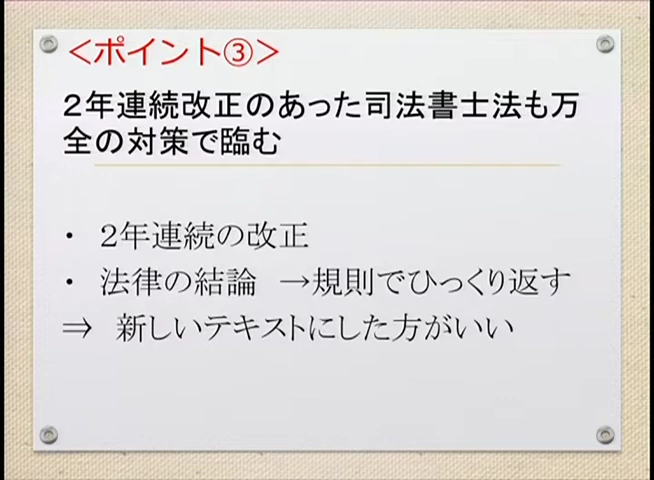 ＜ポイント③＞
２年連続改正のあった司法書士法も万
全の対策で臨む
・ ２年連続の改正
・ 法律の結論 →規則でひっくり返す
⇒ 新しいテキストにした方がいい